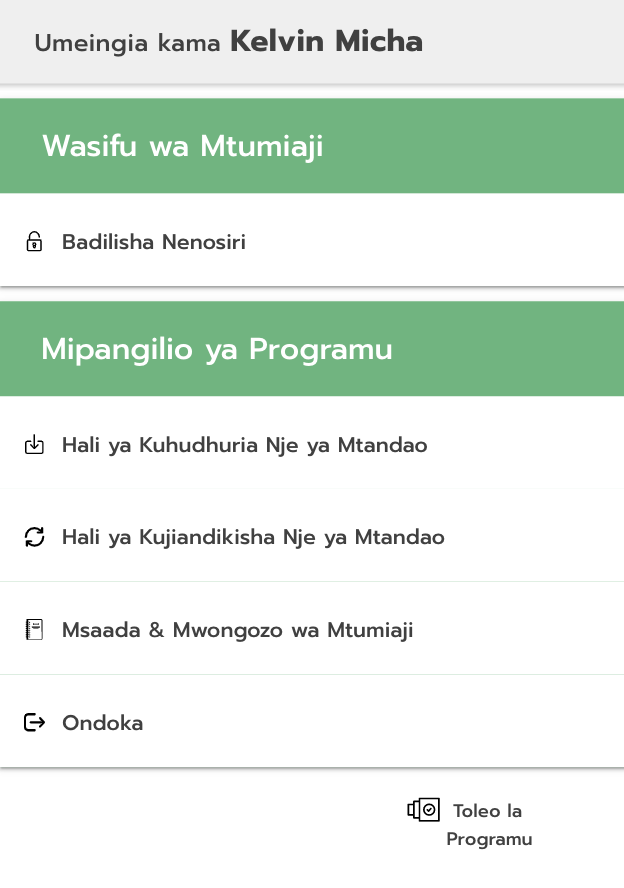 Umeingia kama Kelvin Micha
Wasifu wa Mtumiaji
Badilisha Nenosiri
Mipangilio ya Programu
Hali ya Kuhudhuria Nje ya Mtandao
Hali ya Kujiandikisha Nje ya Mtandao
Msaada & Mwongozo wa Mtumiaji
Ondoka
Toleo la
Programu